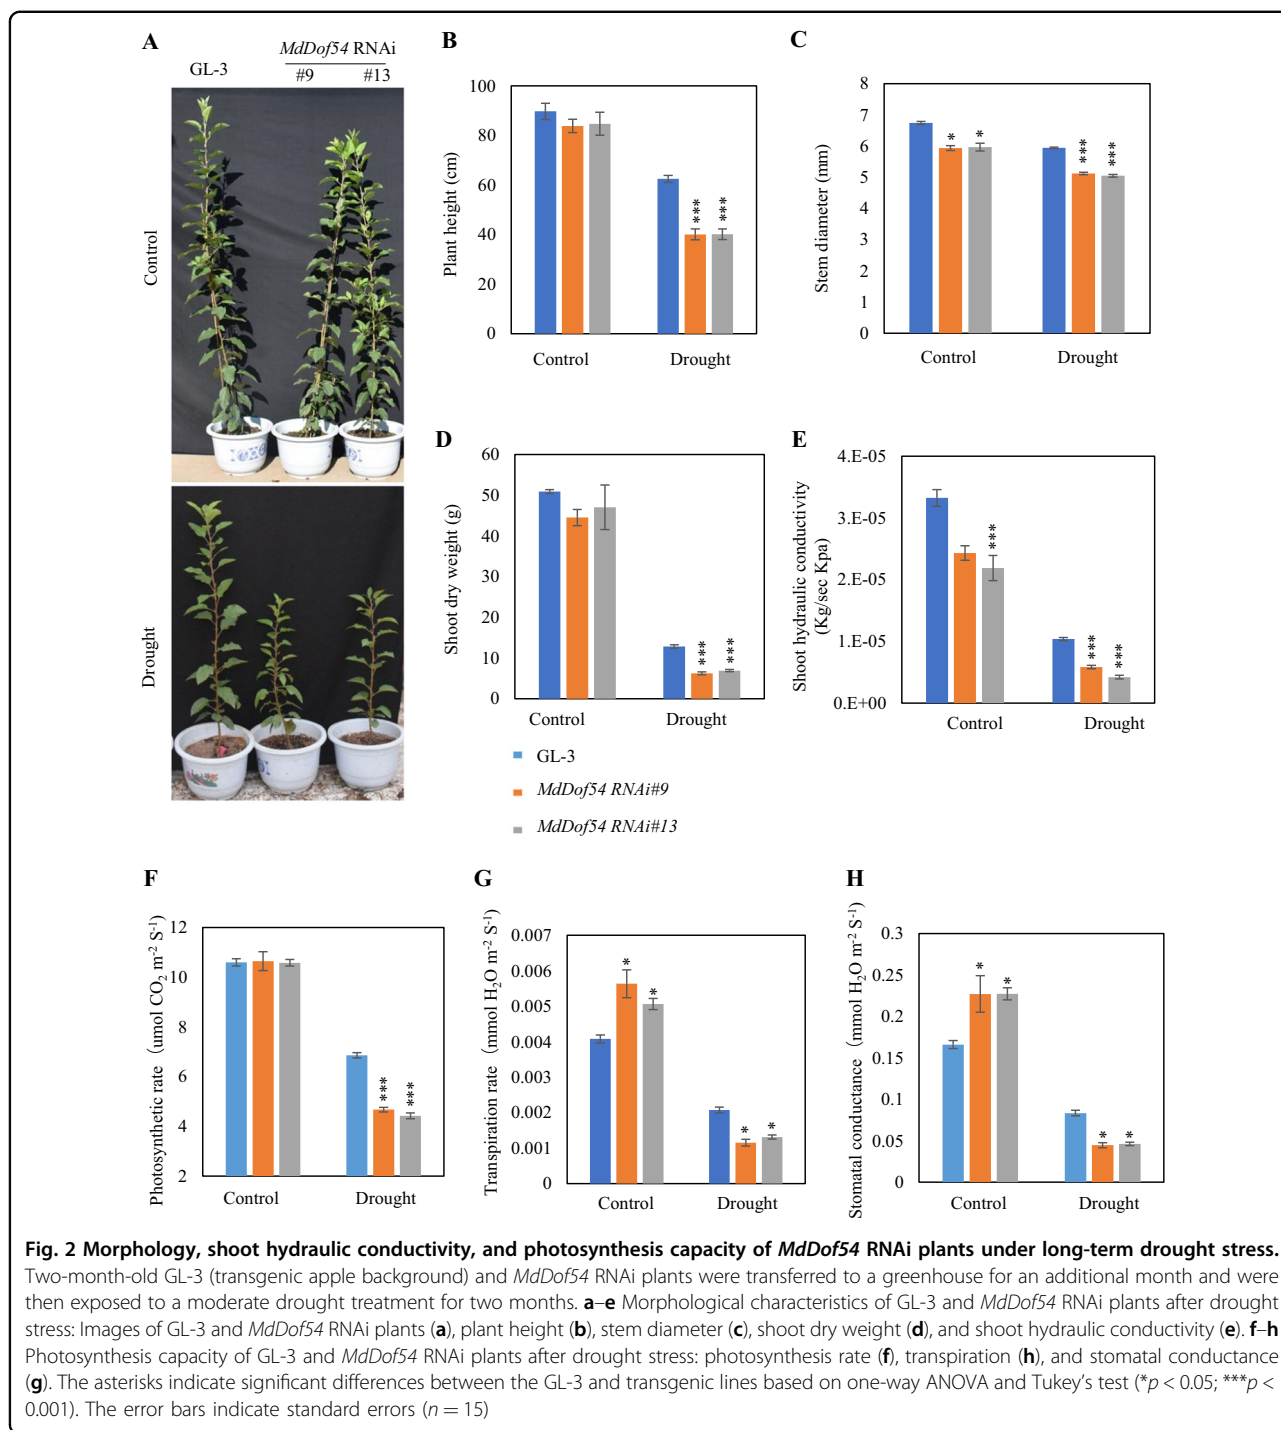 A
GL-3
MdDof54 RNAi
#9
#13
Control
Drought
B
Plant height (cm)
100
80
60
40
20
0
***
***
Control
Drought
C
Stem diameter (mm)
8
7
6
5
4
3
2
1
0
*
*
***
***
Control
Drought
D
Shoot dry weight (g)
60
50
40
30
20
10
0
***
***
Control
Drought
E
Shoot hydraulic conductivity
(Kg/sec Kpa)
4.E-05
3.E-05
2.E-05
1.E-05
0.E+00
***
***
***
Control
Drought
GL-3
MdDof54 RNAi#9
MdDof54 RNAi#13
F
Photosynthetic rate (umol CO₂ m⁻² S⁻¹)
12
10
8
6
4
2
***
***
Control
Drought
G
Transpiration rate (mmol H₂O m⁻² S⁻¹)
0.007
0.006
0.005
0.004
0.003
0.002
0.001
0
*
*
*
*
Control
Drought
H
Stomatal conductance (mmol H₂O m⁻² S⁻¹)
0.3
0.25
0.2
0.15
0.1
0.05
0
*
*
*
*
Control
Drought
Fig. 2 Morphology, shoot hydraulic conductivity, and photosynthesis capacity of MdDof54 RNAi plants under long-term drought stress.
Two-month-old GL-3 (transgenic apple background) and MdDof54 RNAi plants were transferred to a greenhouse for an additional month and were
then exposed to a moderate drought treatment for two months. a–e Morphological characteristics of GL-3 and MdDof54 RNAi plants after drought
stress: Images of GL-3 and MdDof54 RNAi plants (a), plant height (b), stem diameter (c), shoot dry weight (d), and shoot hydraulic conductivity (e). f–h
Photosynthesis capacity of GL-3 and MdDof54 RNAi plants after drought stress: photosynthesis rate (f), transpiration (h), and stomatal conductance
(g). The asterisks indicate significant differences between the GL-3 and transgenic lines based on one-way ANOVA and Tukey's test (*p < 0.05; ***p <
0.001). The error bars indicate standard errors (n = 15)